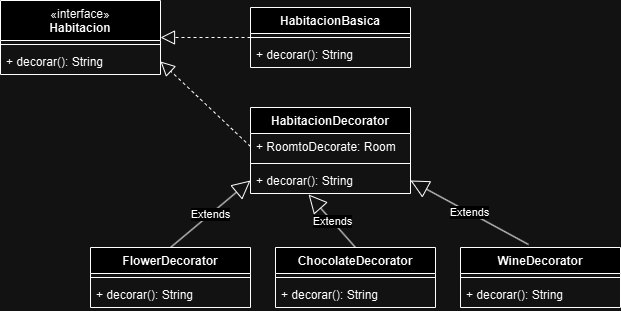 «interface»
Habitacion
+ decorar(): String
HabitacionBasica
+ decorar(): String
HabitacionDecorator
+ RoomtoDecorate: Room
+ decorar(): String
Extends
Extends
Extends
FlowerDecorator
+ decorar(): String
ChocolateDecorator
+ decorar(): String
WineDecorator
+ decorar(): String